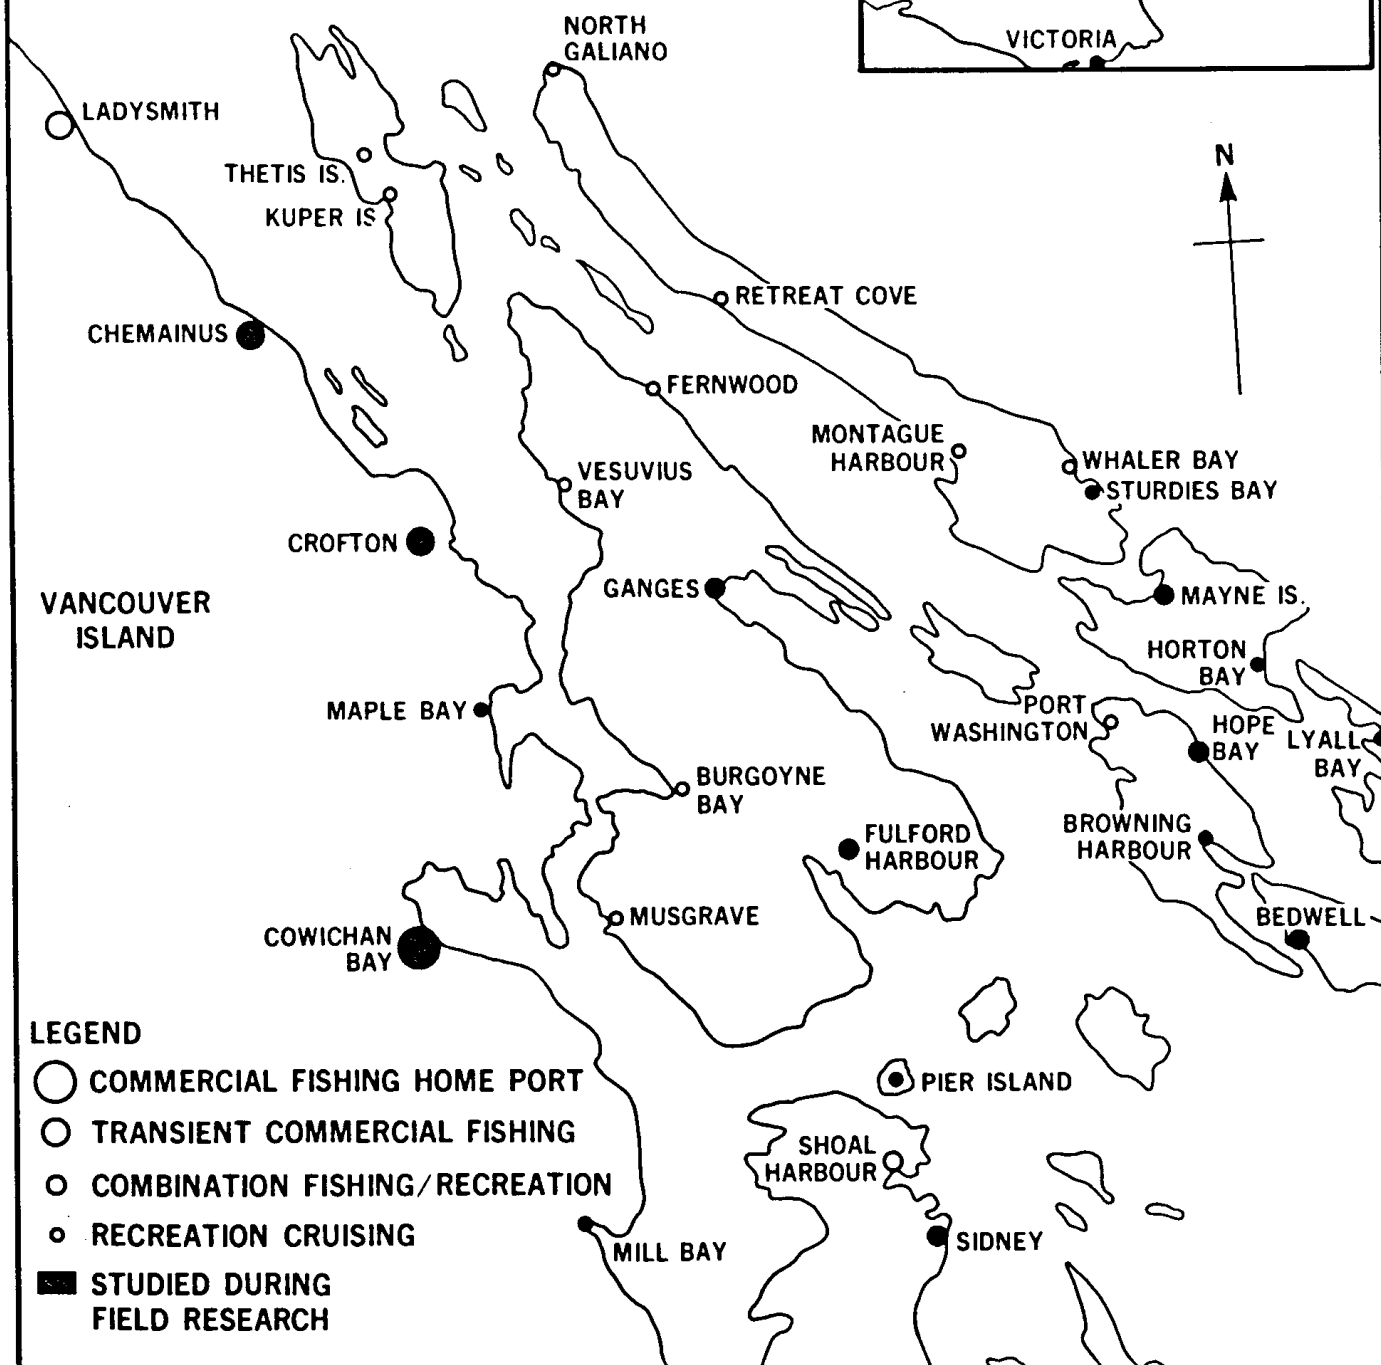 NORTH
GALIANO
VICTORIA
LADYSMITH
N
THETIS IS.
KUPER IS
RETREAT COVE
CHEMAINUS
FERNWOOD
MONTAGUE
HARBOUR
WHALER BAY
STURDIES BAY
VESUVIUS
BAY
CROFTON
GANGES
MAYNE IS.
VANCOUVER
ISLAND
HORTON
BAY
MAPLE BAY
PORT
WASHINGTON
HOPE
BAY
LYALL
BAY
BURGOYNE
BAY
BROWNING
HARBOUR
FULFORD
HARBOUR
MUSGRAVE
BEDWELL
COWICHAN
BAY
LEGEND
COMMERCIAL FISHING HOME PORT
TRANSIENT COMMERCIAL FISHING
COMBINATION FISHING/RECREATION
RECREATION CRUISING
STUDIED DURING
FIELD RESEARCH
PIER ISLAND
SHOAL
HARBOUR
SIDNEY
MILL BAY